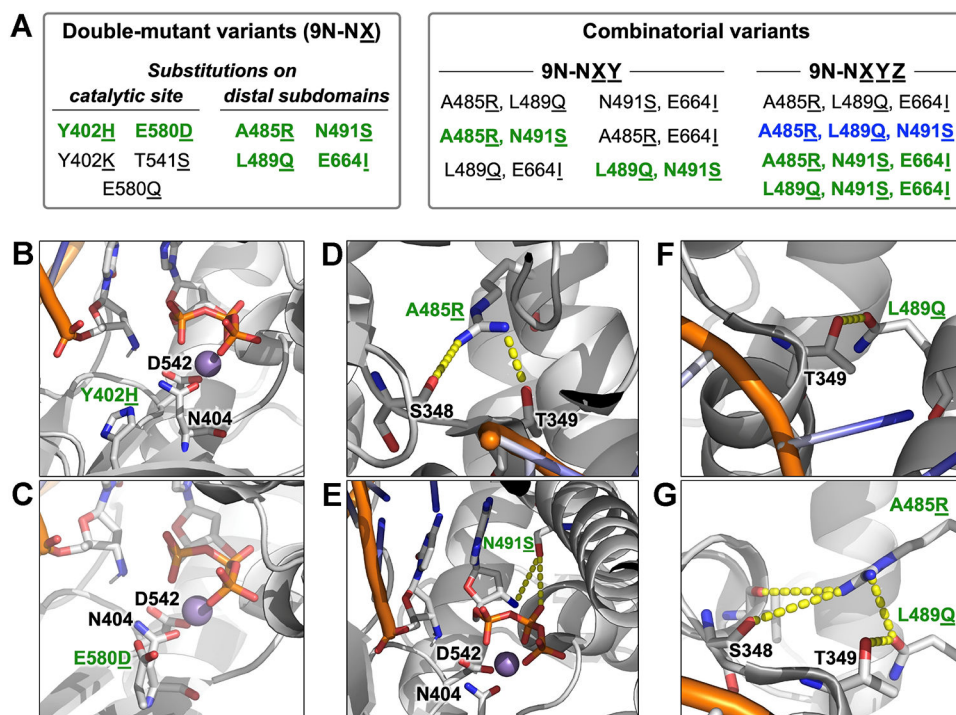 A
Double-mutant variants (9N-NX)
Substitutions on
catalytic site
distal subdomains
Y402H E580D
Y402K T541S
E580Q
A485R N491S
L489Q E664I
Combinatorial variants
9N-NXY
A485R, L489Q N491S, E664I
A485R, N491S A485R, E664I
L489Q, E664I L489Q, N491S
9N-NXYZ
A485R, L489Q, E664I
A485R, L489Q, N491S
A485R, N491S, E664I
L489Q, N491S, E664I
B
D542
Y402H
N404
C
D542
N404
E580D
D
A485R
S348
T349
E
N491S
D542
N404
F
L489Q
T349
G
A485R
L489Q
S348
T349